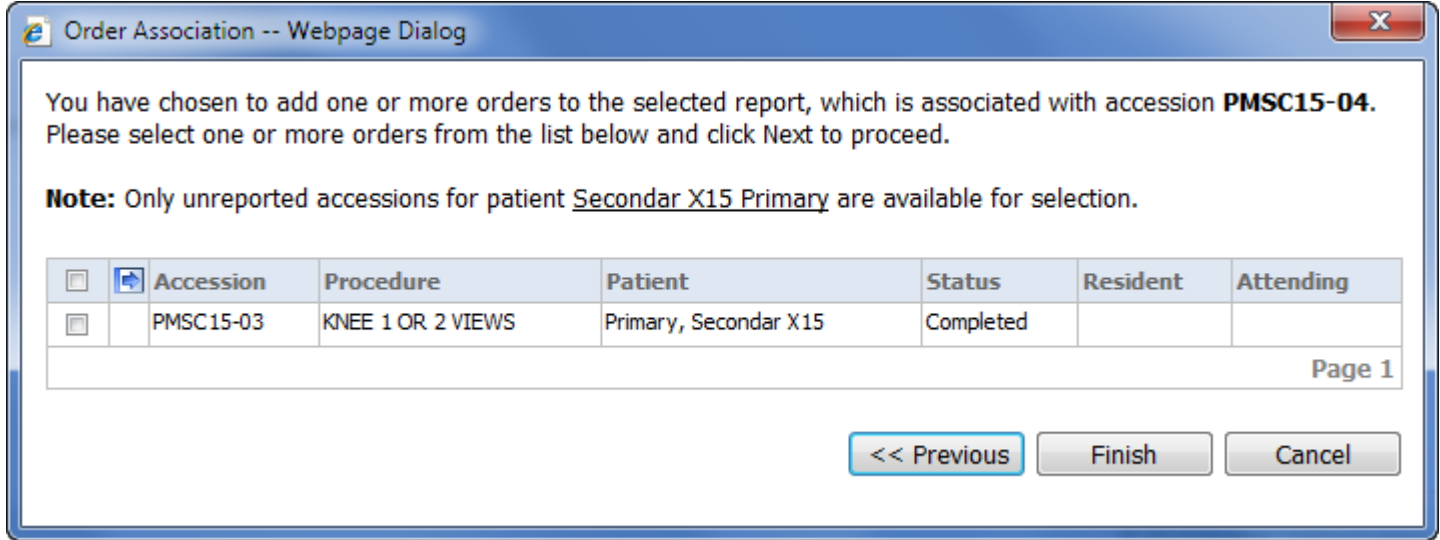 Order Association -- Webpage Dialog
You have chosen to add one or more orders to the selected report, which is associated with accession PMSC15-04.
Please select one or more orders from the list below and click Next to proceed.
Note: Only unreported accessions for patient Secondar X15 Primary are available for selection.
Accession Procedure Patient Status Resident Attending
PMSC15-03 KNEE 1 OR 2 VIEWS Primary, Secondar X15 Completed
Page 1
<< Previous Finish Cancel